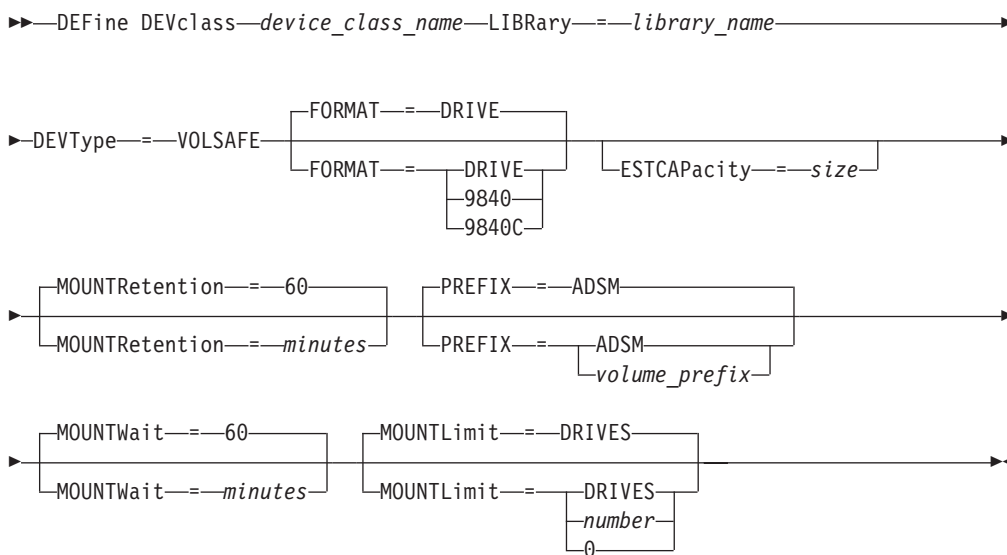 DEFine DEVclass device_class_name LIBRary = library_name
FORMAT = DRIVE
DEVType = VOLSAFE
FORMAT = DRIVE
9840
9840C
ESTCAPacity = size
MOUNTRetention = 60
PREFIX = ADSM
MOUNTRetention = minutes
PREFIX = ADSM
volume_prefix
MOUNTWait = 60
MOUNTLimit = DRIVES
MOUNTWait = minutes
MOUNTLimit = DRIVES
number
0